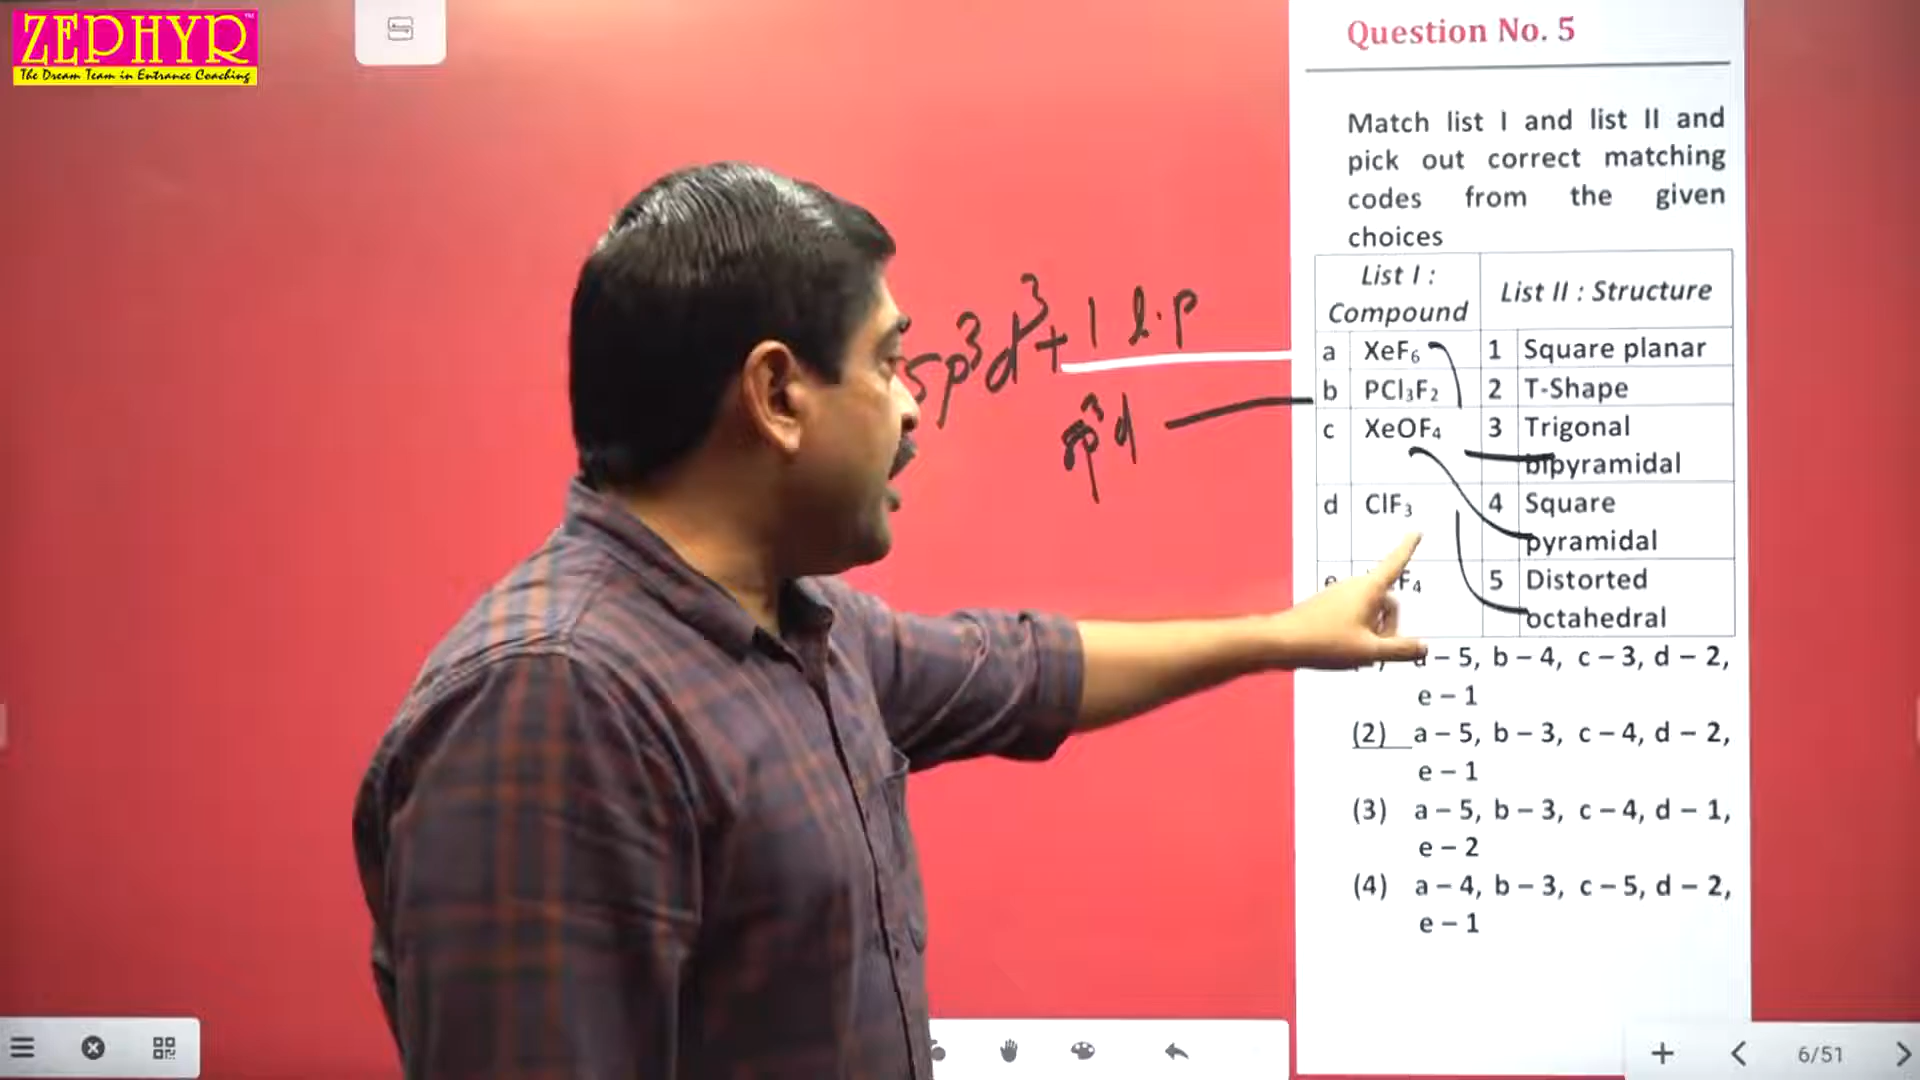 ZEPHYR™
The Dream Team in Entrance Coaching
Question No. 5
Match list I and list II and
pick out correct matching
codes from the given
choices
List I :
Compound
List II : Structure
a XeF₆ 1 Square planar
b PCl₃F₂ 2 T-Shape
c XeOF₄ 3 Trigonal
bipyramidal
d ClF₃ 4 Square
pyramidal
F₄ 5 Distorted
octahedral
a – 5, b – 4, c – 3, d – 2,
e – 1
(2) a – 5, b – 3, c – 4, d – 2,
e – 1
(3) a – 5, b – 3, c – 4, d – 1,
e – 2
(4) a – 4, b – 3, c – 5, d – 2,
e – 1
sp³d³ + 1 l.p
sp³d
6/51